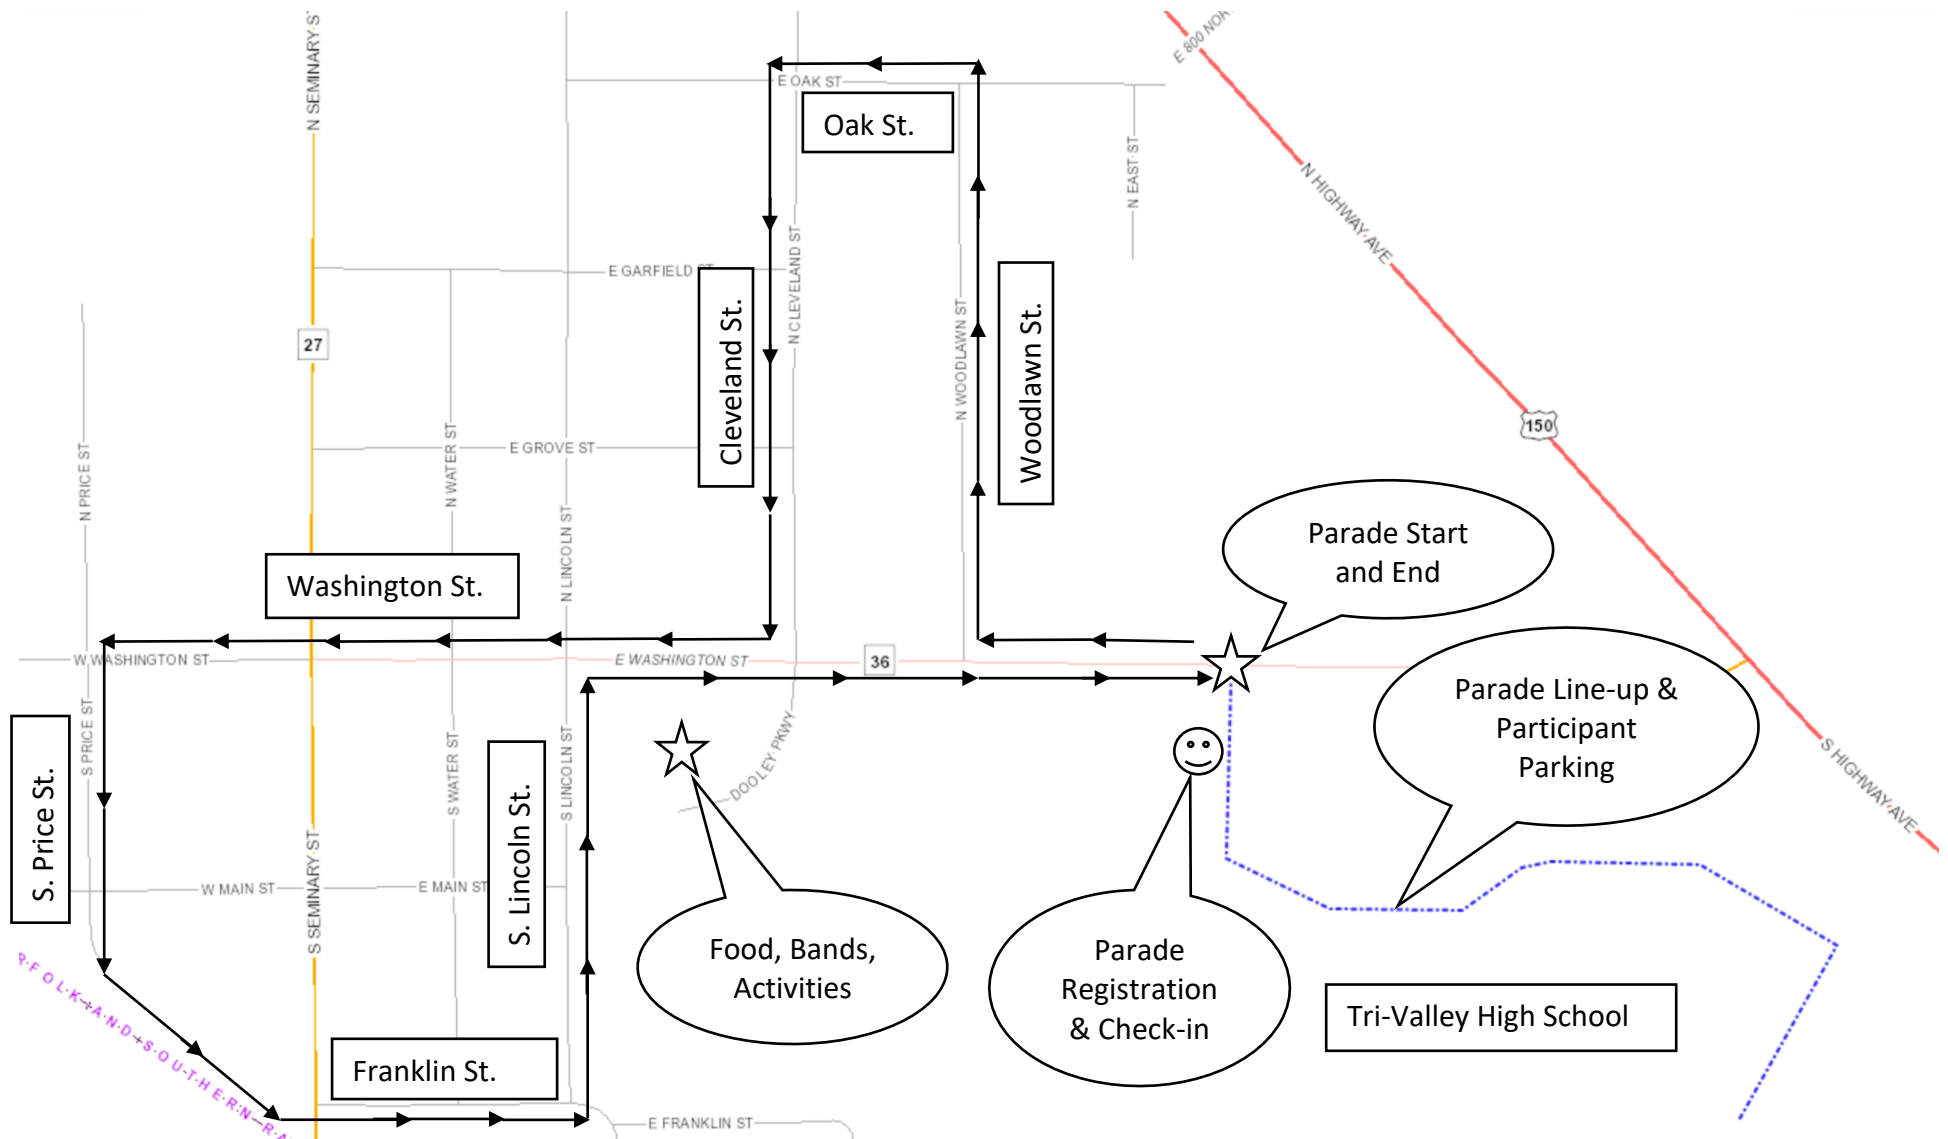 N SEMINARY S
E 800 NOR
E OAK ST
Oak St.
N EAST ST
N HIGHWAY AVE
N CLEVELAND ST
E GARFIELD ST
Cleveland St.
N WOODLAWN ST
Woodlawn St.
27
150
N PRICE ST
N WATER ST
E GROVE ST
N LINCOLN ST
Parade Start
and End
Washington St.
W WASHINGTON ST
E WASHINGTON ST
36
Parade Line-up &
Participant
Parking
S PRICE ST
S. Price St.
S WATER ST
S. Lincoln St.
S LINCOLN ST
DOOLEY PKWY
S HIGHWAY AVE
W MAIN ST
S SEMINARY ST
E MAIN ST
Food, Bands,
Activities
Parade
Registration
& Check-in
Tri-Valley High School
RFOLK AND SOUTHERN RA
Franklin St.
E FRANKLIN ST